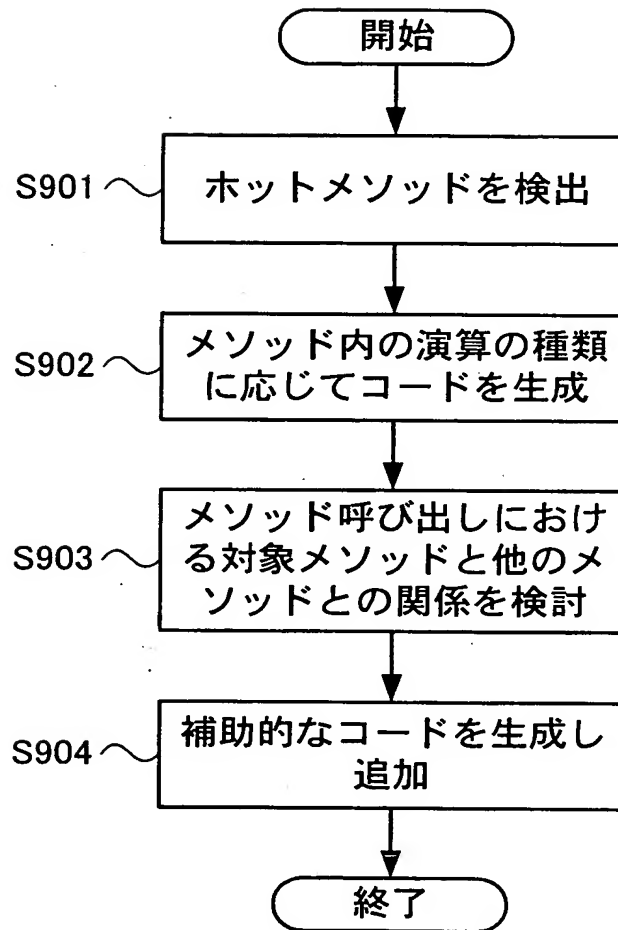 開始
S901
ホットメソッドを検出
S902
メソッド内の演算の種類
に応じてコードを生成
S903
メソッド呼び出しにおけ
る対象メソッドと他のメ
ソッドとの関係を検討
S904
補助的なコードを生成し
追加
終了